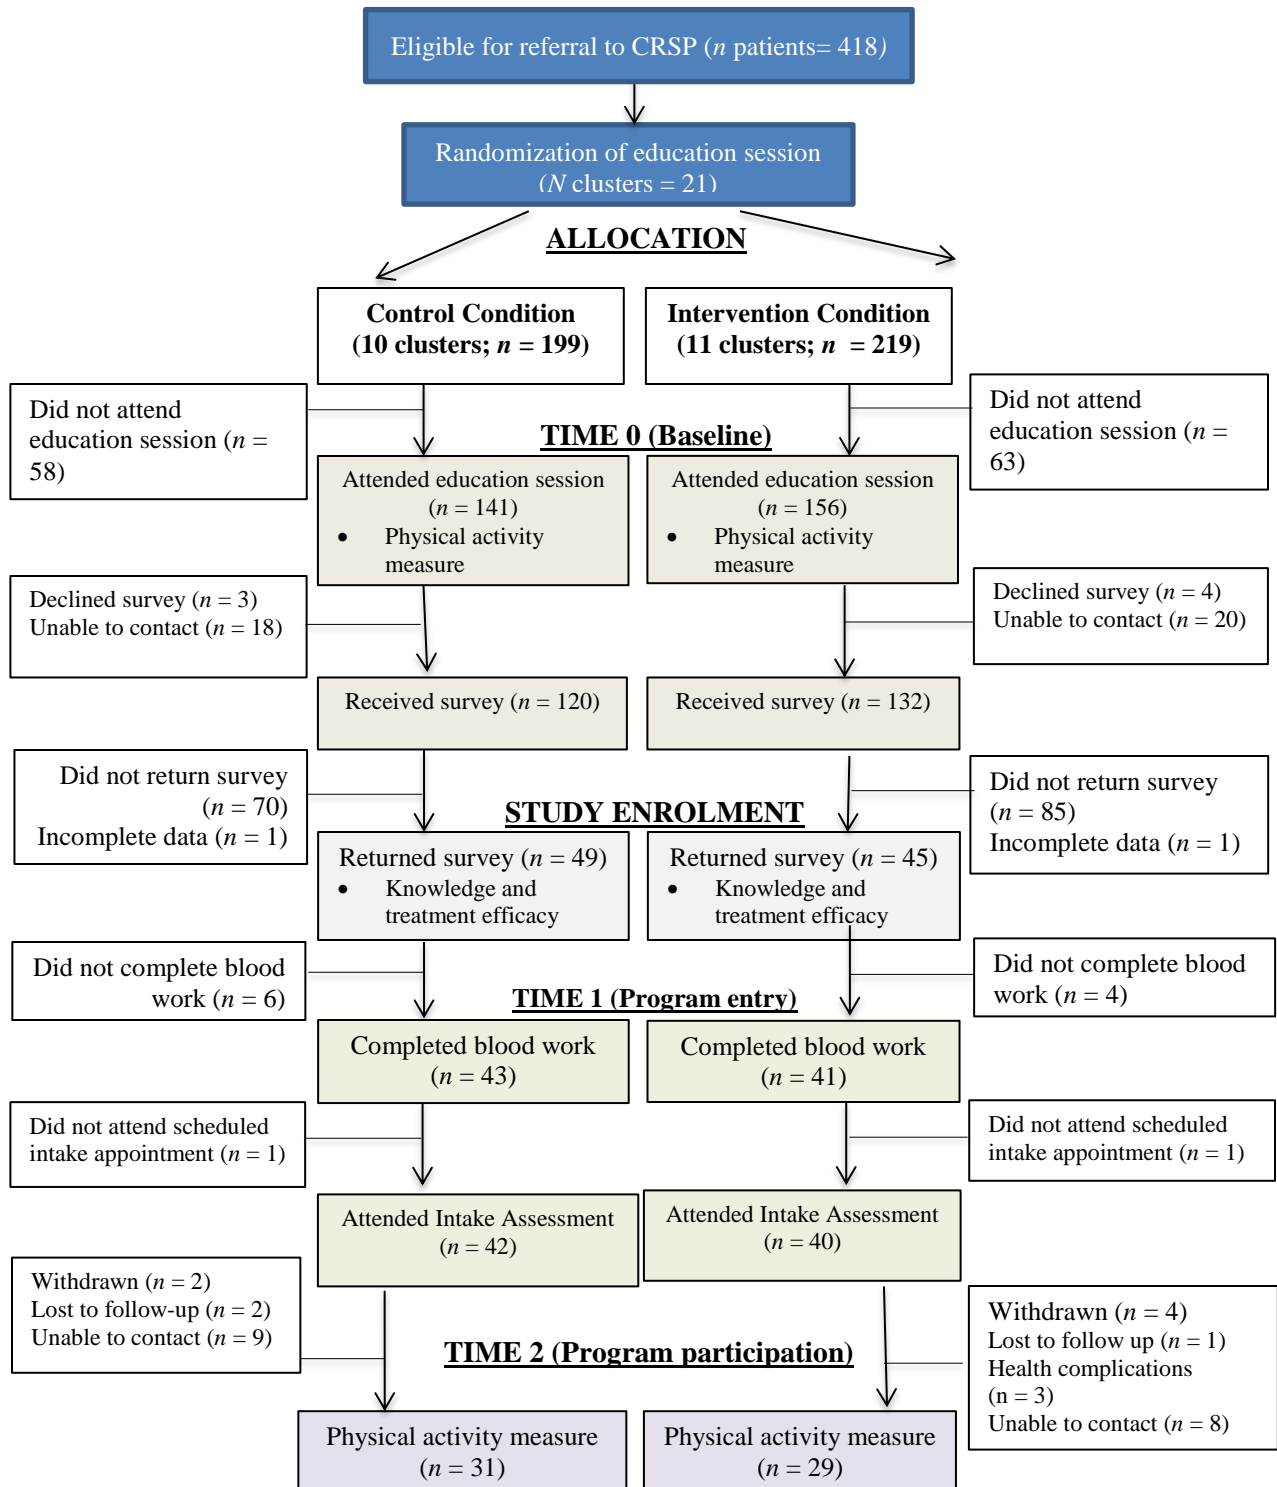 Eligible for referral to CRSP (n patients= 418)
Randomization of education session
(N clusters = 21)
ALLOCATION
Control Condition
(10 clusters; n = 199)
Intervention Condition
(11 clusters; n = 219)
Did not attend
education session (n =
58)
Did not attend
education session (n =
63)
TIME 0 (Baseline)
Attended education session
(n = 141)
• Physical activity
measure
Attended education session
(n = 156)
• Physical activity
measure
Declined survey (n = 3)
Unable to contact (n = 18)
Declined survey (n = 4)
Unable to contact (n = 20)
Received survey (n = 120)
Received survey (n = 132)
Did not return survey
(n = 70)
Incomplete data (n = 1)
Did not return survey
(n = 85)
Incomplete data (n = 1)
STUDY ENROLMENT
Returned survey (n = 49)
• Knowledge and
treatment efficacy
Returned survey (n = 45)
• Knowledge and
treatment efficacy
Did not complete blood
work (n = 6)
Did not complete blood
work (n = 4)
TIME 1 (Program entry)
Completed blood work
(n = 43)
Completed blood work
(n = 41)
Did not attend scheduled
intake appointment (n = 1)
Did not attend scheduled
intake appointment (n = 1)
Attended Intake Assessment
(n = 42)
Attended Intake Assessment
(n = 40)
Withdrawn (n = 2)
Lost to follow-up (n = 2)
Unable to contact (n = 9)
Withdrawn (n = 4)
Lost to follow up (n = 1)
Health complications
(n = 3)
Unable to contact (n = 8)
TIME 2 (Program participation)
Physical activity measure
(n = 31)
Physical activity measure
(n = 29)